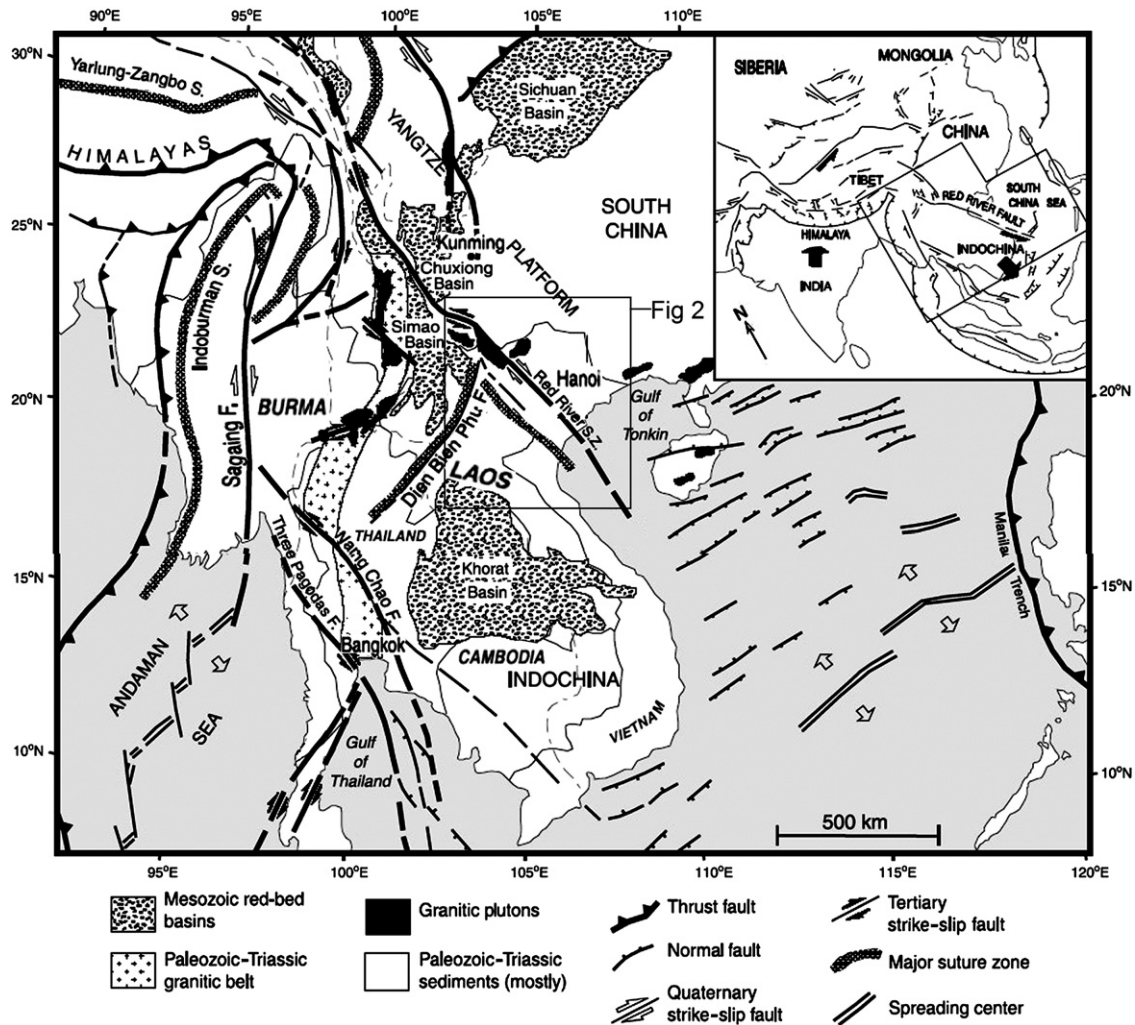 90°E 95°E 100°E 105°E 110°E
30°N
25°N
20°N
15°N
10°N
20°N
15°N
10°N
95°E 100°E 105°E 110°E 115°E 120°E
Yarlung-Zangbo S.
HIMALAYAS
Indoburman S.
Sagaing F.
BURMA
ANDAMAN
SEA
YANGTZE
PLATFORM
Sichuan
Basin
SOUTH
CHINA
Kunming
Chuxiong
Basin
Simao
Basin
Fig 2
Hanoi
Red River S.Z
Gulf
of
Tonkin
Dien Bien Phu F.
LAOS
THAILAND
Wang Chao F.
Three Pagodas F.
Khorat
Basin
Bangkok
CAMBODIA
INDOCHINA
VIETNAM
Gulf
of
Thailand
Manila
Trench
500 km
SIBERIA
MONGOLIA
CHINA
TIBET
RED RIVER FAULT
SOUTH
CHINA SEA
HIMALAYA
INDOCHINA
INDIA
N
Mesozoic red-bed
basins
Paleozoic-Triassic
granitic belt
Granitic plutons
Paleozoic-Triassic
sediments (mostly)
Thrust fault
Normal fault
Quaternary
strike-slip fault
Tertiary
strike-slip fault
Major suture zone
Spreading center